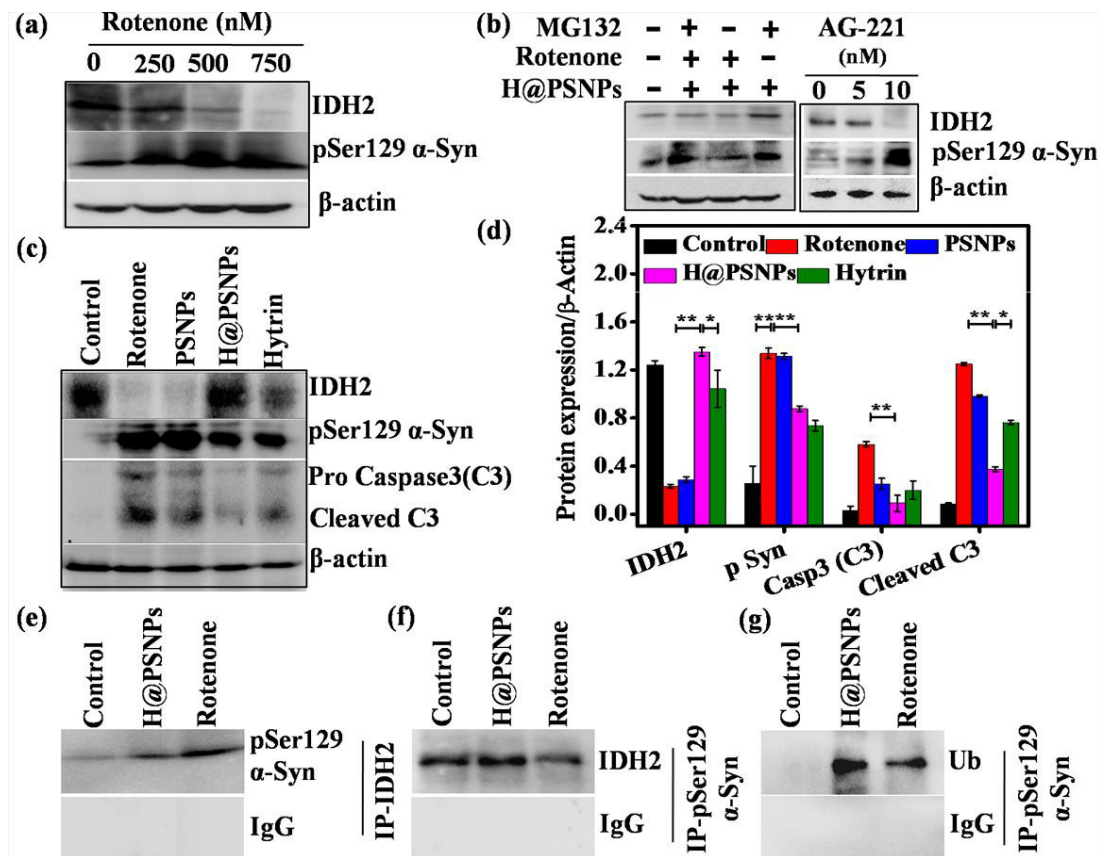 (a)
Rotenone (nM)
0 250 500 750
IDH2
pSer129 α-Syn
β-actin
(b)
MG132 - + - +
Rotenone - + + -
H@PSNPs - + + +
AG-221
(nM)
0 5 10
IDH2
pSer129 α-Syn
β-actin
(c)
Control
Rotenone
PSNPs
H@PSNPs
Hytrin
IDH2
pSer129 α-Syn
Pro Caspase3(C3)
Cleaved C3
β-actin
(d)
Protein expression/β-Actin
2.4
2.0
1.6
1.2
0.8
0.4
0.0
Control Rotenone PSNPs
H@PSNPs Hytrin
** * ** ** ** ** *
IDH2
p Syn
Casp3 (C3)
Cleaved C3
(e)
Control
H@PSNPs
Rotenone
pSer129
α-Syn
IgG
IP-IDH2
(f)
Control
H@PSNPs
Rotenone
IDH2
IgG
IP-pSer129
α-Syn
(g)
Control
H@PSNPs
Rotenone
Ub
IgG
IP-pSer129
α-Syn